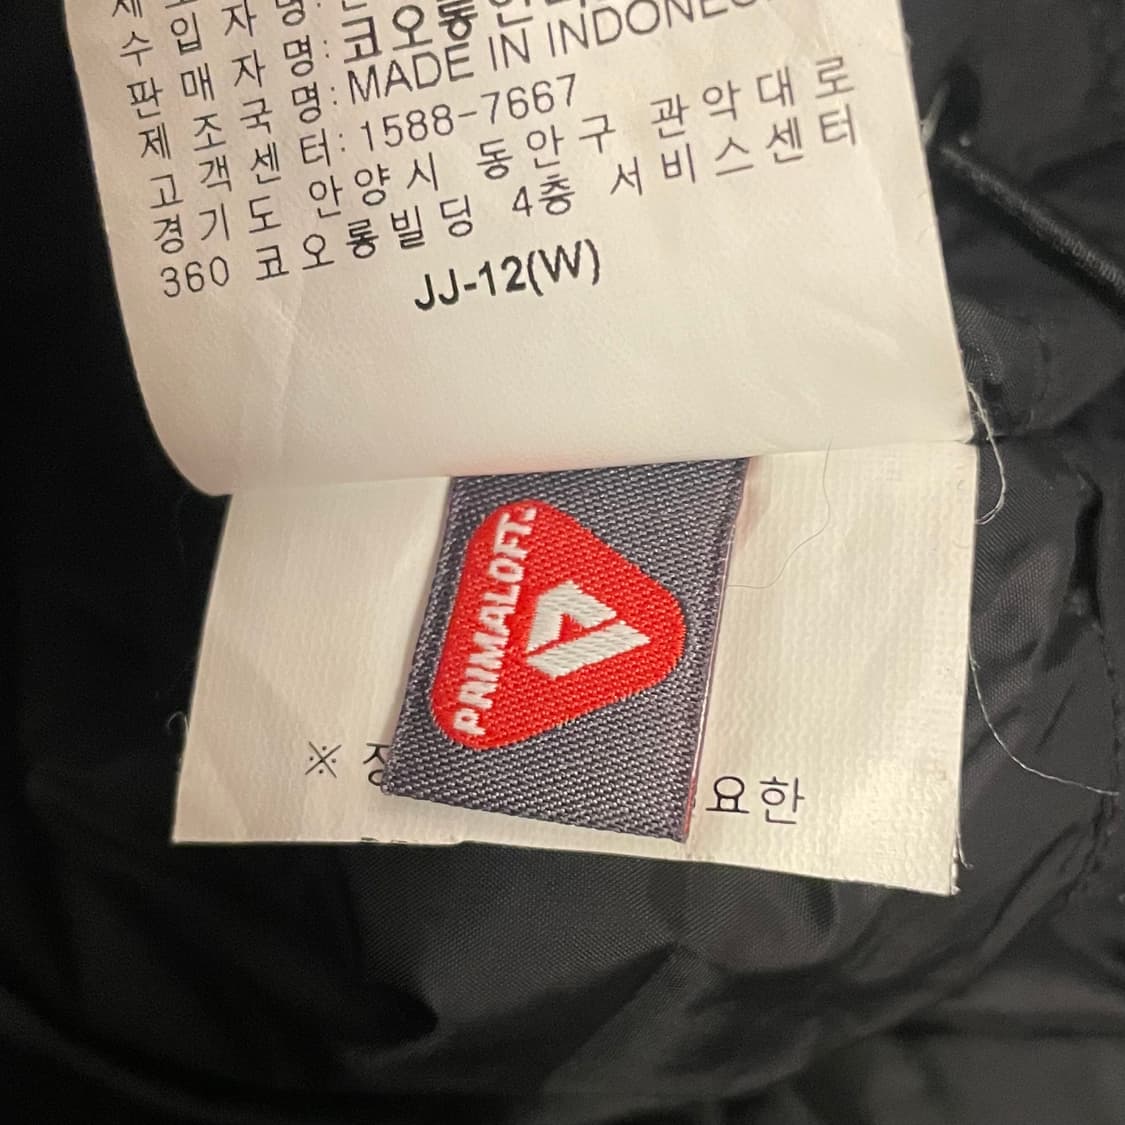 수입자명:
판매자명: 코오롱인
제조국명: MADE IN INDONES
고객센터: 1588-7667
경기도 안양시 동안구 관악대로
360 코오롱빌딩 4층 서비스센터
JJ-12(W)
PRIMALOFT
※
요한